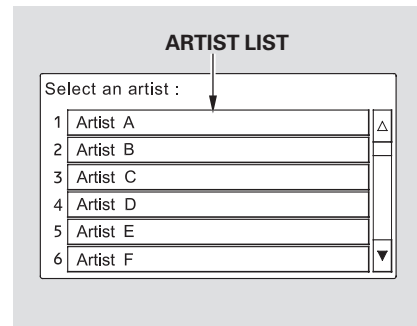 ARTIST LIST
Select an artist :
1 Artist A
2 Artist B
3 Artist C
4 Artist D
5 Artist E
6 Artist F